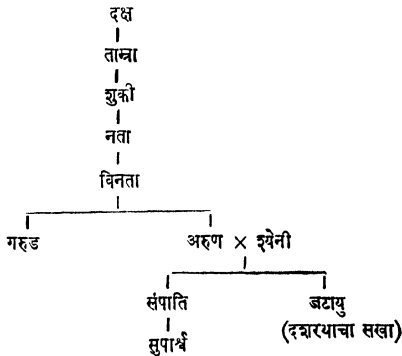 दक्ष
ताम्रा
शुकी
नता
विनता
गरुड अरुण × श्येनी
संपाति जटायु
(दशरथाचा सखा)
सुपार्श्व